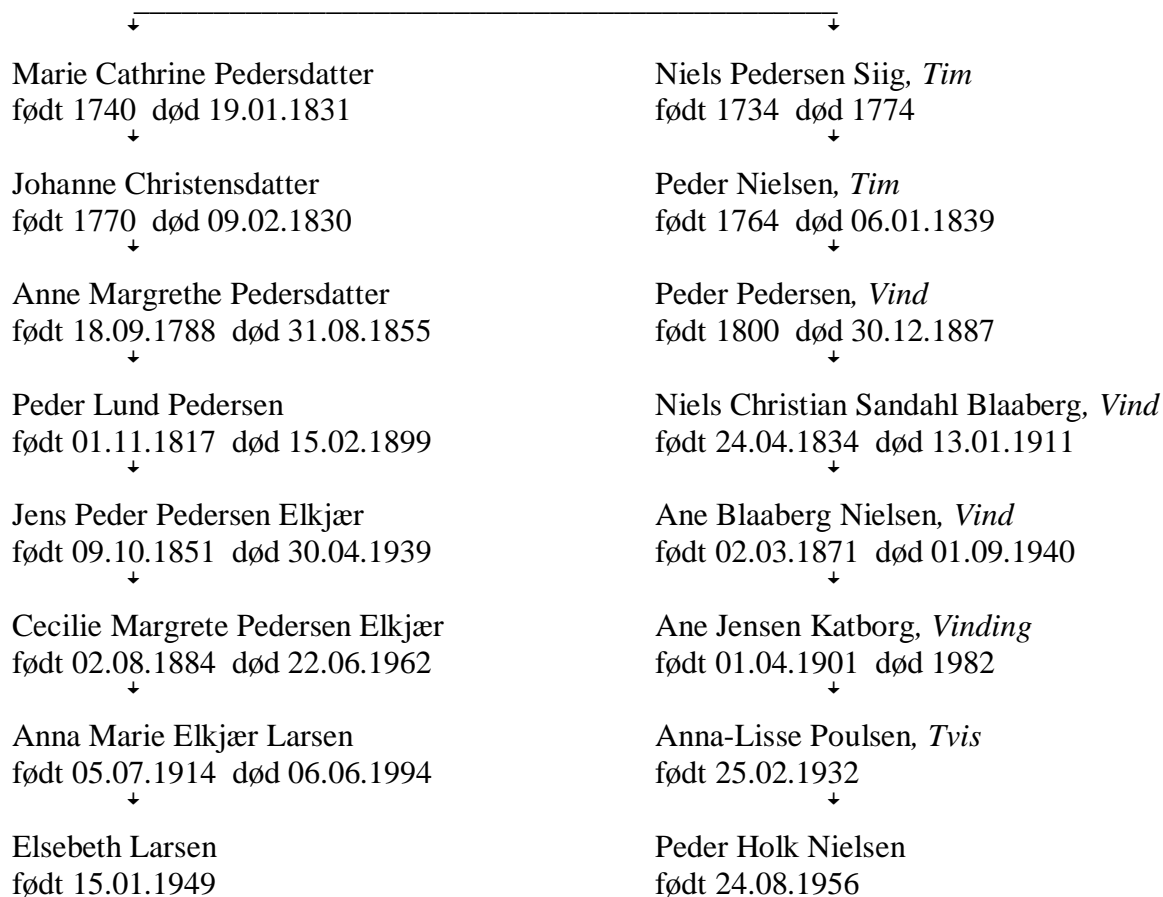 Marie Cathrine Pedersdatter
født 1740  død 19.01.1831
Johanne Christensdatter
født 1770  død 09.02.1830
Anne Margrethe Pedersdatter
født 18.09.1788  død 31.08.1855
Peder Lund Pedersen
født 01.11.1817  død 15.02.1899
Jens Peder Pedersen Elkjær
født 09.10.1851  død 30.04.1939
Cecilie Margrete Pedersen Elkjær
født 02.08.1884  død 22.06.1962
Anna Marie Elkjær Larsen
født 05.07.1914  død 06.06.1994
Elsebeth Larsen
født 15.01.1949
Niels Pedersen Siig, Tim
født 1734  død 1774
Peder Nielsen, Tim
født 1764  død 06.01.1839
Peder Pedersen, Vind
født 1800  død 30.12.1887
Niels Christian Sandahl Blaaberg, Vind
født 24.04.1834  død 13.01.1911
Ane Blaaberg Nielsen, Vind
født 02.03.1871  død 01.09.1940
Ane Jensen Katborg, Vinding
født 01.04.1901  død 1982
Anna-Lisse Poulsen, Tvis
født 25.02.1932
Peder Holk Nielsen
født 24.08.1956